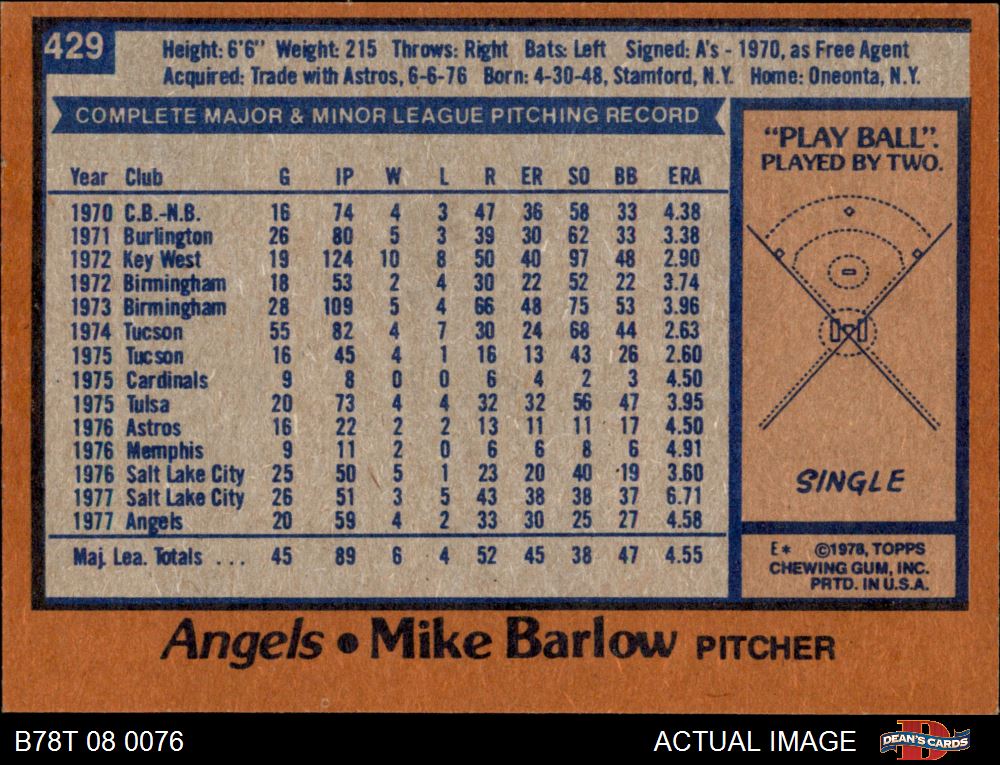 429
Height: 6'6" Weight: 215 Throws: Right Bats: Left Signed: A's - 1970, as Free Agent
Acquired: Trade with Astros, 6-6-76 Born: 4-30-48, Stamford, N.Y. Home: Oneonta, N.Y.
COMPLETE MAJOR & MINOR LEAGUE PITCHING RECORD
Year Club G IP W L R ER SO BB ERA
1970 C.B.-N.B. 16 74 4 3 47 36 58 33 4.38
1971 Burlington 26 80 5 3 39 30 62 33 3.38
1972 Key West 19 124 10 8 50 40 97 48 2.90
1972 Birmingham 18 53 2 4 30 22 52 22 3.74
1973 Birmingham 28 109 5 4 66 48 75 53 3.96
1974 Tucson 55 82 4 7 30 24 68 44 2.63
1975 Tucson 16 45 4 1 16 13 43 26 2.60
1975 Cardinals 9 8 0 0 6 4 2 3 4.50
1975 Tulsa 20 73 4 4 32 32 56 47 3.95
1976 Astros 16 22 2 2 13 11 11 17 4.50
1976 Memphis 9 11 2 0 6 6 8 6 4.91
1976 Salt Lake City 25 50 5 1 23 20 40 19 3.60
1977 Salt Lake City 26 51 3 5 43 38 38 37 6.71
1977 Angels 20 59 4 2 33 30 25 27 4.58
Maj. Lea. Totals ... 45 89 6 4 52 45 38 47 4.55
"PLAY BALL".
PLAYED BY TWO.
SINGLE
E* ©1978, TOPPS
CHEWING GUM, INC.
PRTD. IN U.S.A.
Angels • Mike Barlow PITCHER
B78T 08 0076
ACTUAL IMAGE
DEAN'S CARDS